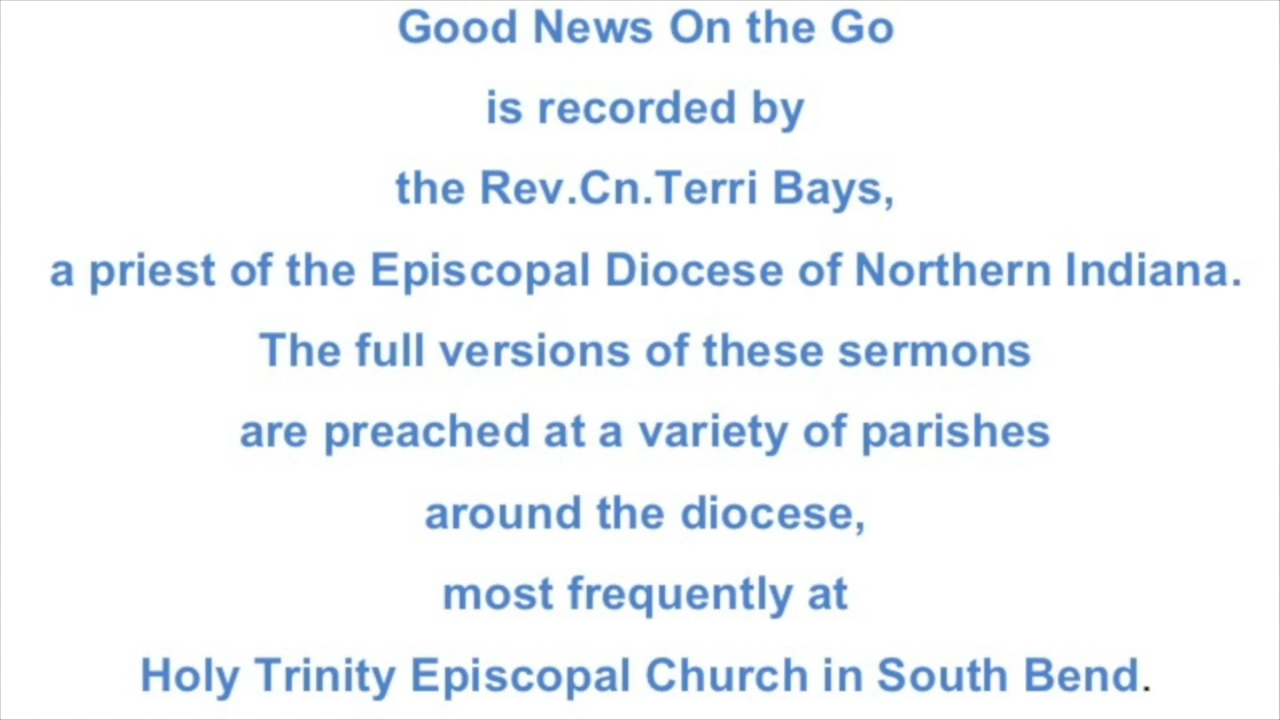 Good News On the Go
is recorded by
the Rev.Cn.Terri Bays,
a priest of the Episcopal Diocese of Northern Indiana.
The full versions of these sermons
are preached at a variety of parishes
around the diocese,
most frequently at
Holy Trinity Episcopal Church in South Bend.